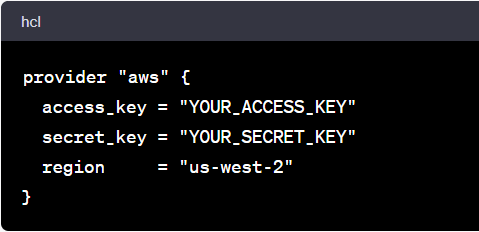 hcl
provider "aws" {
  access_key = "YOUR_ACCESS_KEY"
  secret_key = "YOUR_SECRET_KEY"
  region     = "us-west-2"
}